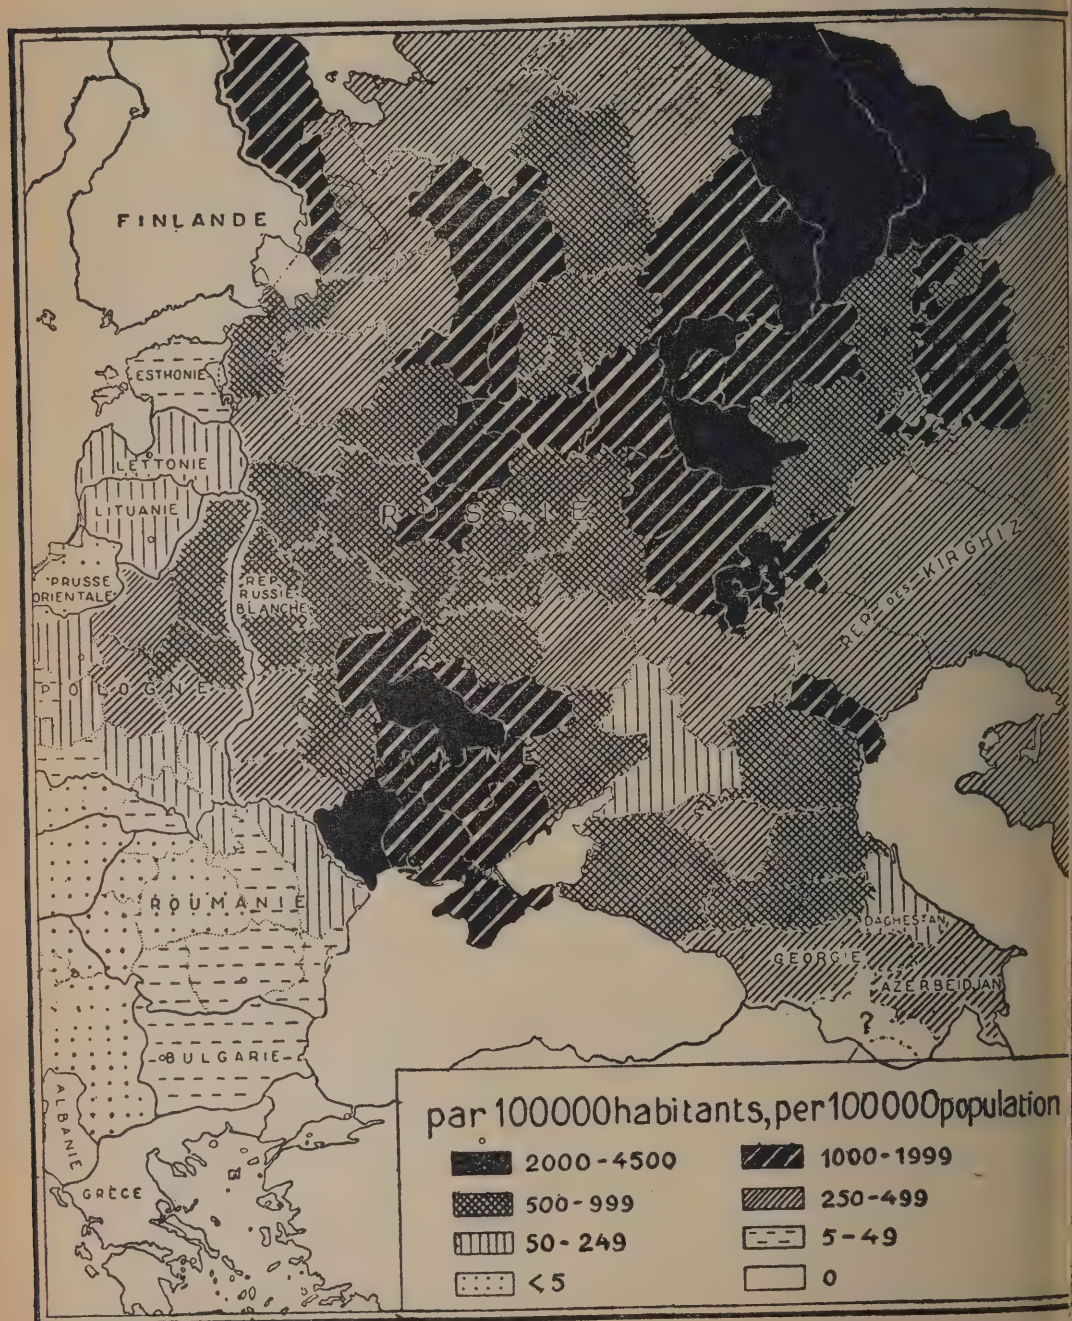 FINLANDE
ESTHONIE
LETTONIE
LITUANIE
RUSSIE
PRUSSE
ORIENTALE
REP.
RUSSIE
BLANCHE
REP. DES KIRGHIZ
POLOGNE
ROUMANIE
DAGHESTAN
GEORGIE
AZERBEIDJAN
?
BULGARIE
ALBANIE
GRÈCE
par 100000 habitants, per 100000 population
2000-4500
1000-1999
500-999
250-499
50-249
5-49
<5
0